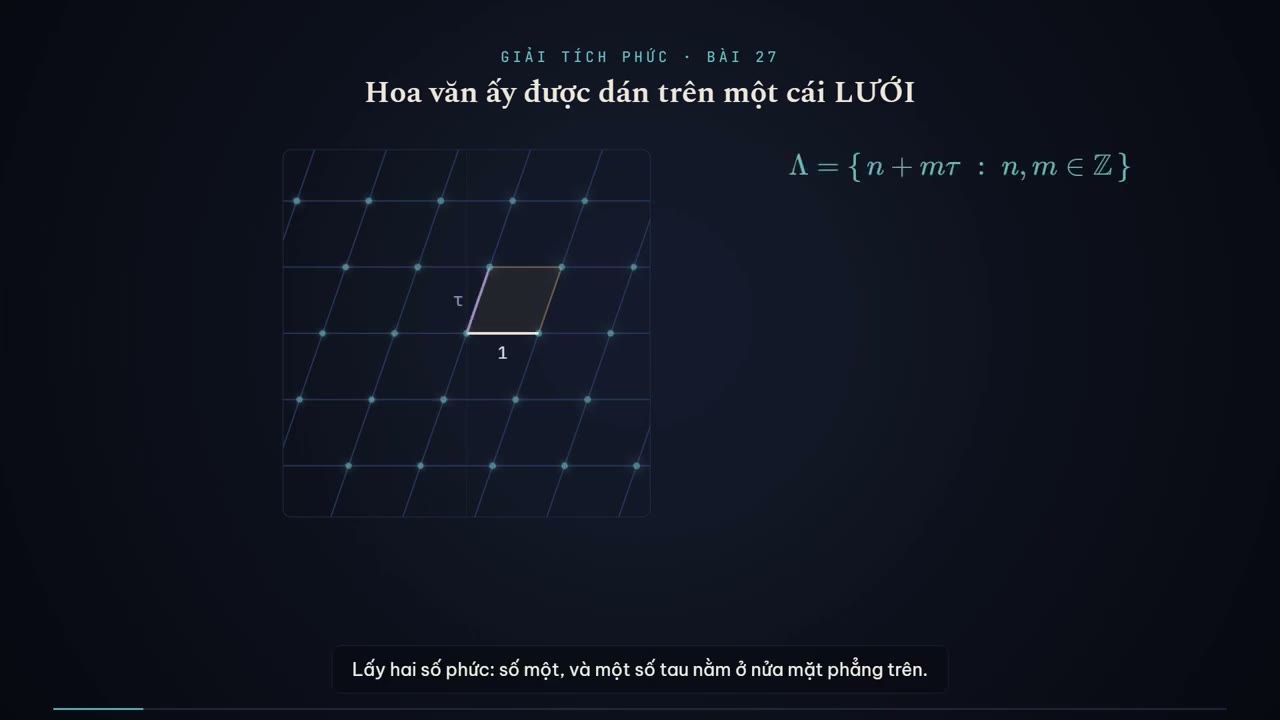 GIẢI TÍCH PHỨC · BÀI 27
Hoa văn ấy được dán trên một cái LƯỚI
Λ = { n + mτ : n, m ∈ ℤ }
τ
1
Lấy hai số phức: số một, và một số tau nằm ở nửa mặt phẳng trên.